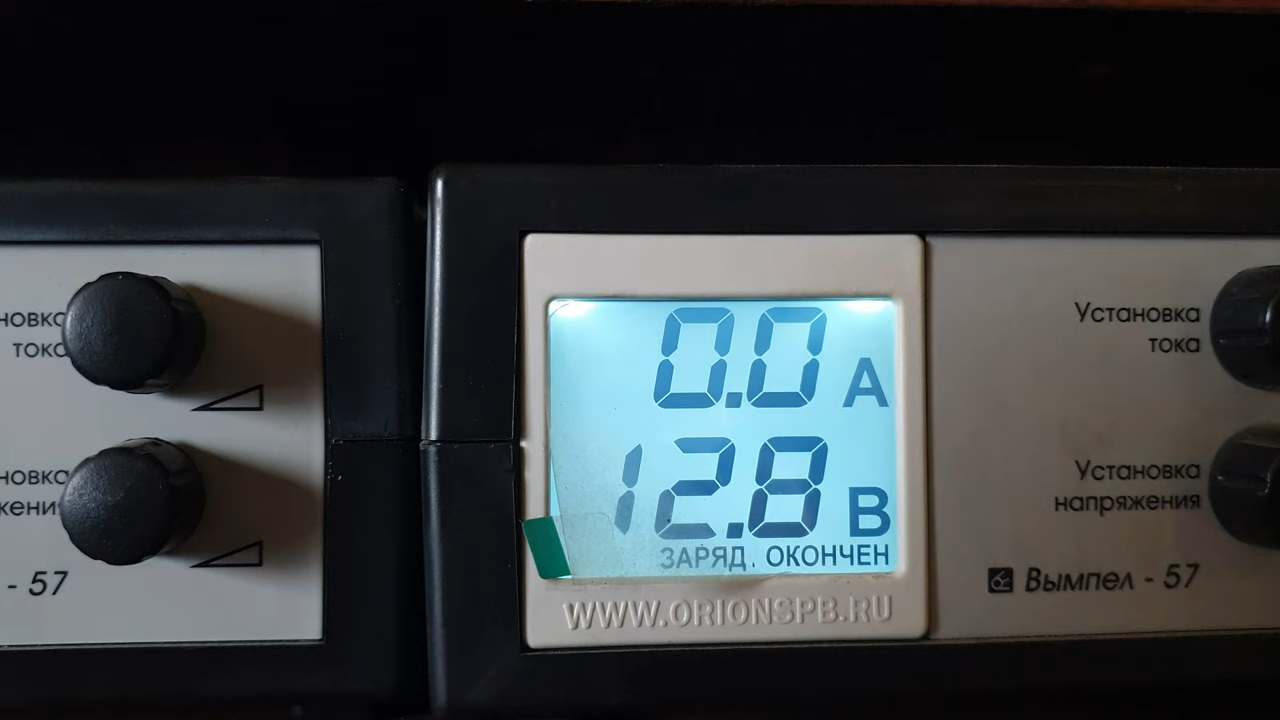 тока
- 57
0.0 A
12.8 В
ЗАРЯД. ОКОНЧЕН
WWW.ORIONSPB.RU
Установка
тока
Установка
напряжения
Вымпел - 57